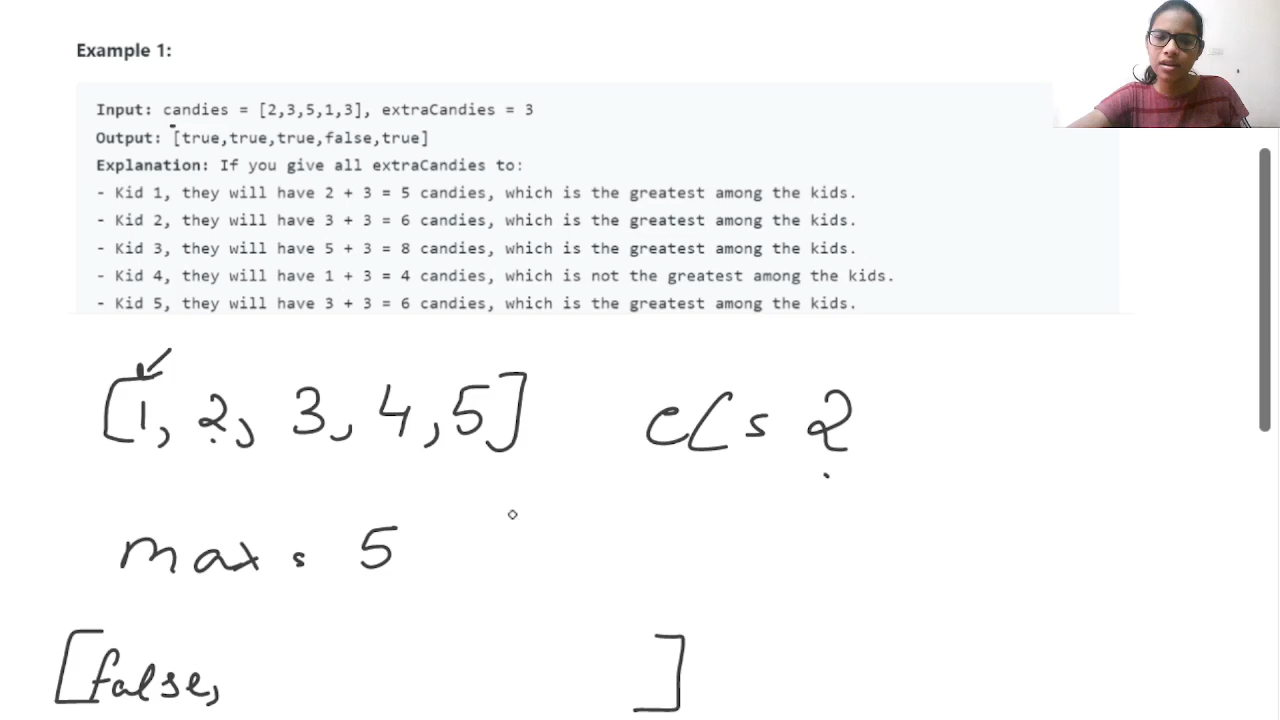 Example 1:
Input: candies = [2,3,5,1,3], extraCandies = 3
Output: [true,true,true,false,true]
Explanation: If you give all extraCandies to:
- Kid 1, they will have 2 + 3 = 5 candies, which is the greatest among the kids.
- Kid 2, they will have 3 + 3 = 6 candies, which is the greatest among the kids.
- Kid 3, they will have 5 + 3 = 8 candies, which is the greatest among the kids.
- Kid 4, they will have 1 + 3 = 4 candies, which is not the greatest among the kids.
- Kid 5, they will have 3 + 3 = 6 candies, which is the greatest among the kids.
[1, 2, 3, 4, 5] eC = 2
max = 5
[false, ]